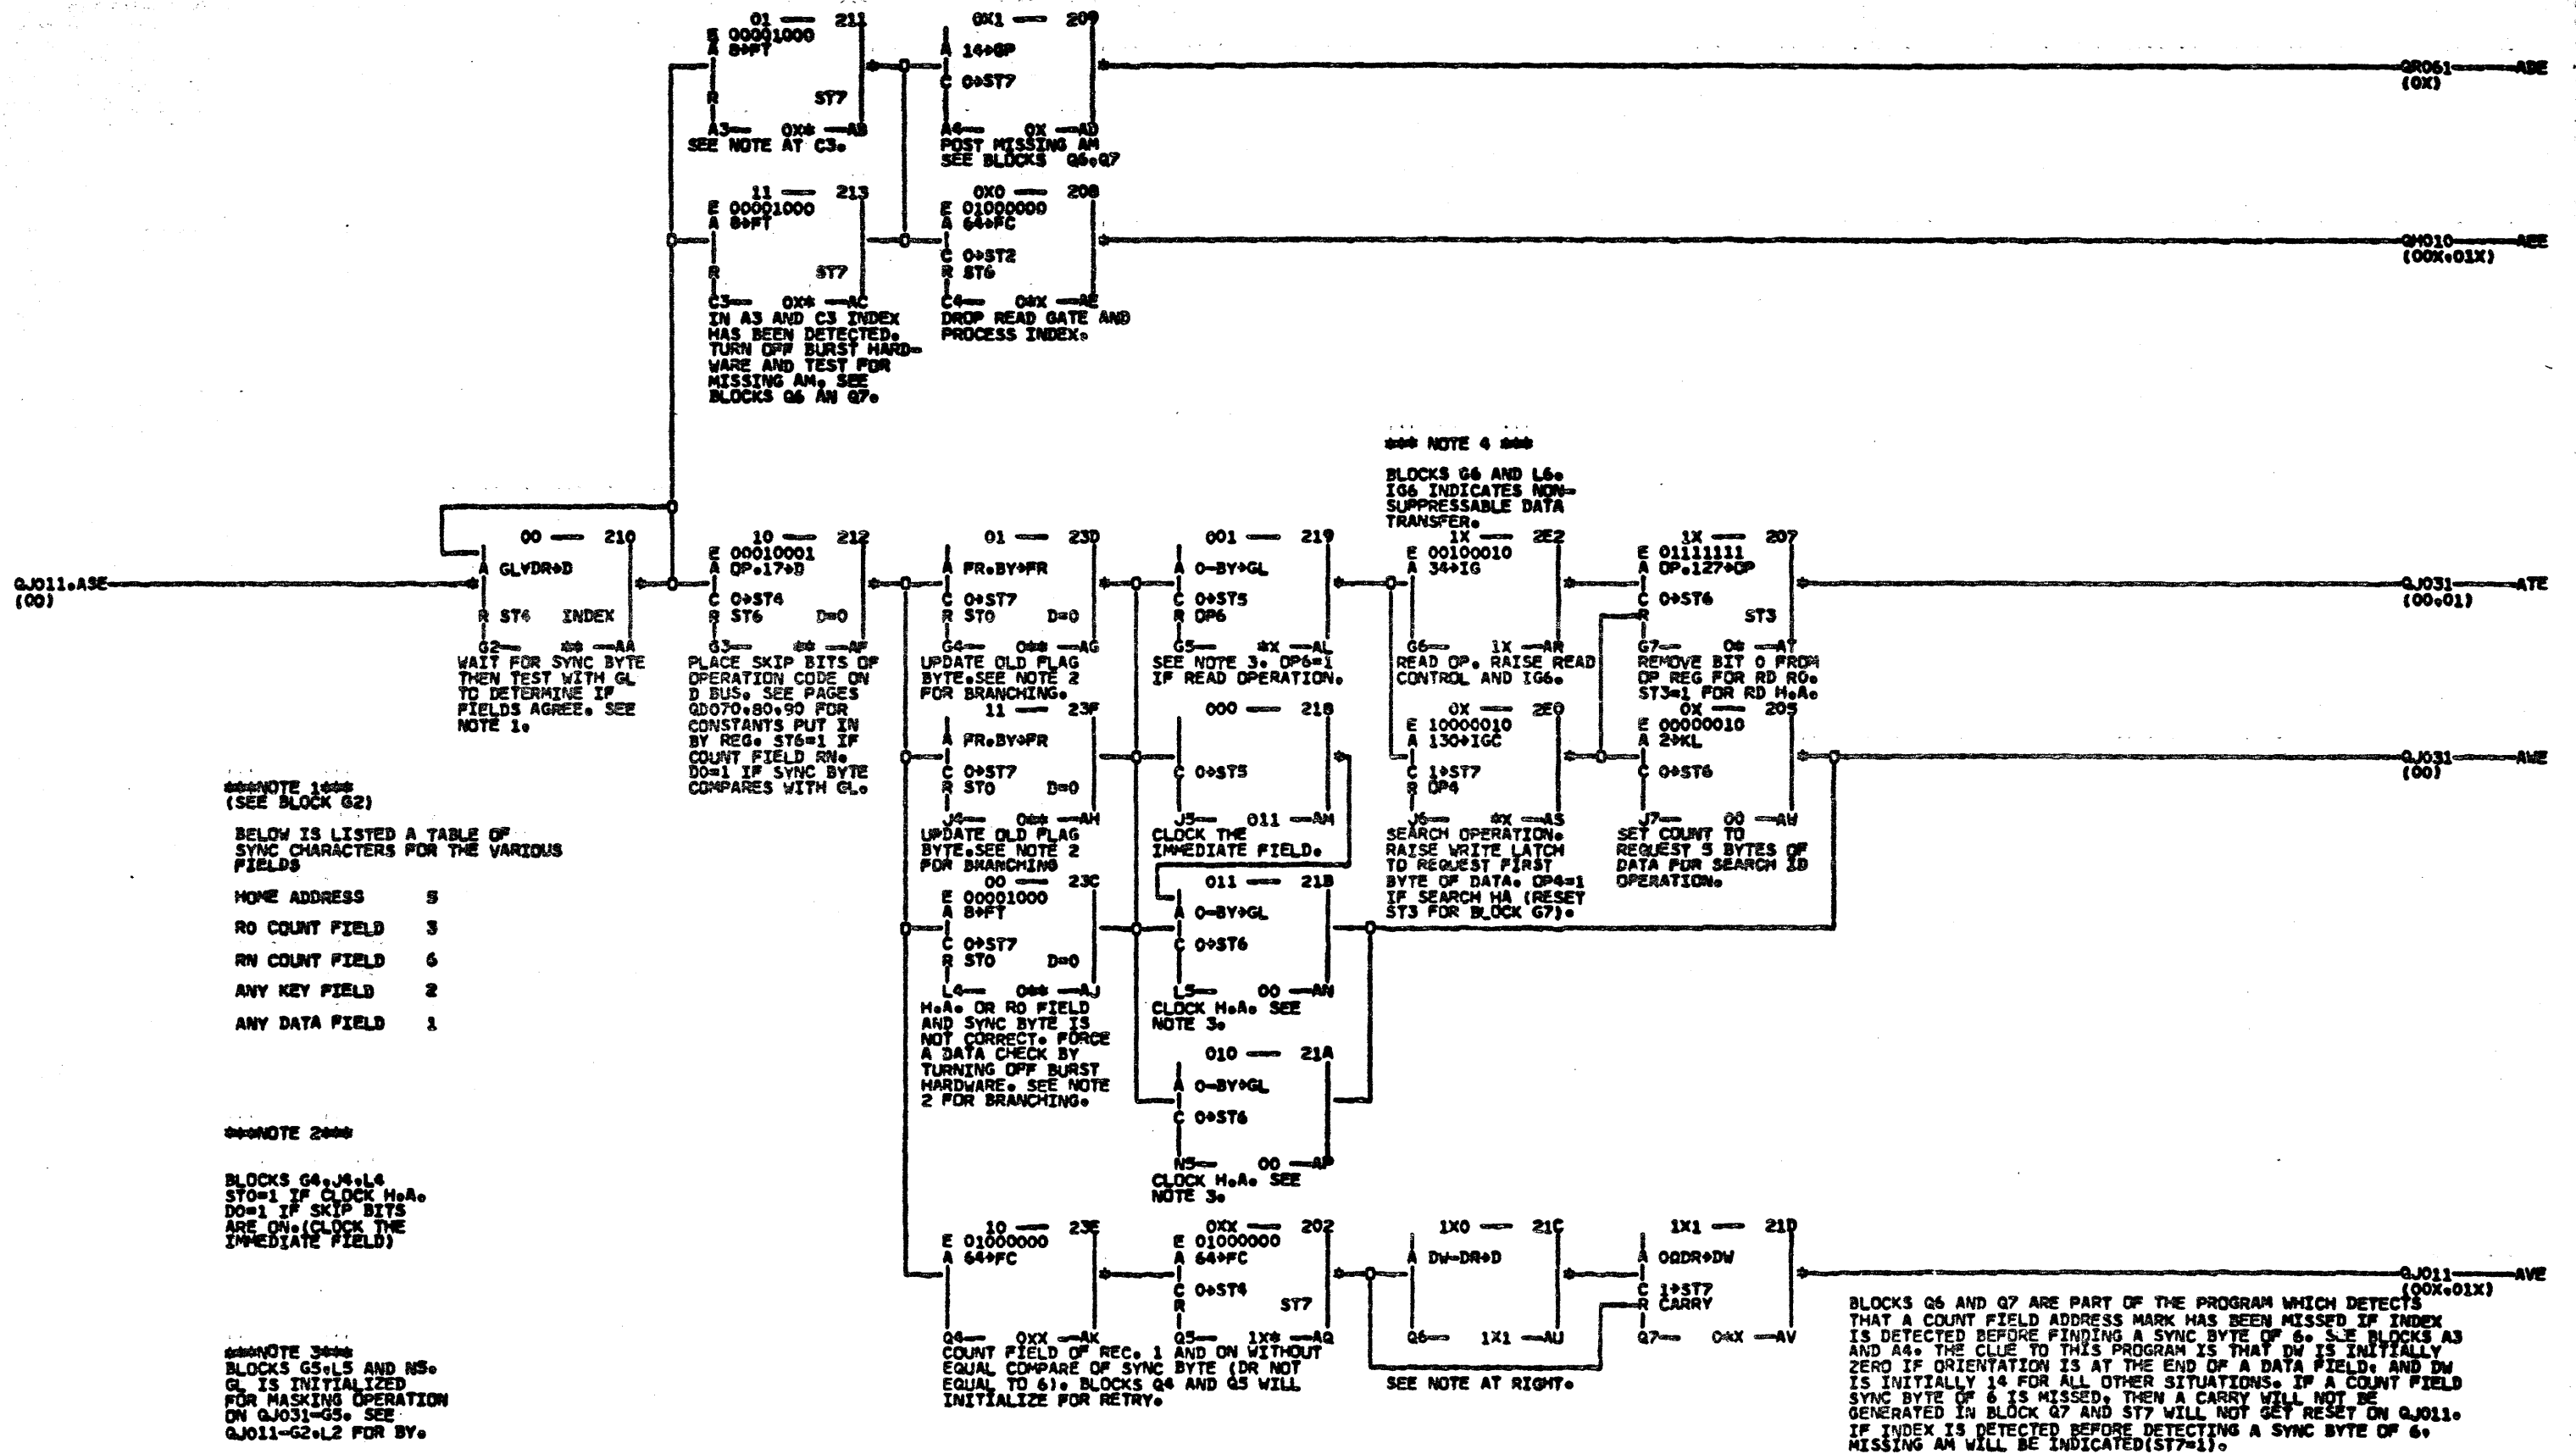 01 — 211
E 00001000
A 8→FT
R ST7
A3— 0X* —AB
SEE NOTE AT C3.
0X1 — 209
A 14→GP
C 0→ST7
A4— 0X —AD
POST MISSING AM
SEE BLOCKS Q6,Q7
QR061 — ADE
(0X)
11 — 213
E 00001000
A 8→FT
R ST7
C3— 0X* —AC
IN A3 AND C3 INDEX
HAS BEEN DETECTED.
TURN OFF BURST HARD-
WARE AND TEST FOR
MISSING AM. SEE
BLOCKS Q6 AN Q7.
0X0 — 208
E 01000000
A 64→FC
C 0→ST2
R ST6
C4— 0*X —AE
DROP READ GATE AND
PROCESS INDEX.
QH010 — AEE
(00X,01X)
*** NOTE 4 ***
BLOCKS G6 AND L6.
IG6 INDICATES NON-
SUPPRESSABLE DATA
TRANSFER.
QJ011.ASE
(00)
00 — 210
A GL∀DR→D
R ST6 INDEX
G2— ** —AA
WAIT FOR SYNC BYTE
THEN TEST WITH GL
TO DETERMINE IF
FIELDS AGREE. SEE
NOTE 1.
10 — 212
E 00010001
A OP.17→D
C 0→ST4
R ST6 D=0
G3— ** —AF
PLACE SKIP BITS OF
OPERATION CODE ON
D BUS. SEE PAGES
QD070,80,90 FOR
CONSTANTS PUT IN
BY REG. ST6=1 IF
COUNT FIELD RN.
DO=1 IF SYNC BYTE
COMPARES WITH GL.
01 — 23D
A FR.BY→FR
C 0→ST7
R ST0 D=0
G4— 0** —AG
UPDATE OLD FLAG
BYTE.SEE NOTE 2
FOR BRANCHING.
001 — 219
A 0-BY→GL
C 0→ST5
R OP6
G5— *X —AL
SEE NOTE 3. OP6=1
IF READ OPERATION.
1X — 2E2
E 00100010
A 34→IG
G6— 1X —AR
READ OP. RAISE READ
CONTROL AND IG6.
1X — 207
E 01111111
A OP.127→OP
C 0→ST6
R ST3
G7— 0* —AT
REMOVE BIT 0 FROM
OP REG FOR RD RO.
ST3=1 FOR RD H.A.
QJ031 — ATE
(00,01)
11 — 23F
A FR.BY→FR
C 0→ST7
R ST0 D=0
J4— 0** —AH
UPDATE OLD FLAG
BYTE.SEE NOTE 2
FOR BRANCHING
000 — 218
C 0→ST5
J5— 011 —AM
CLOCK THE
IMMEDIATE FIELD.
0X — 2E0
E 10000010
A 130→IGC
C 1→ST7
R OP4
J6— *X —AS
SEARCH OPERATION.
RAISE WRITE LATCH
TO REQUEST FIRST
BYTE OF DATA. OP4=1
IF SEARCH HA (RESET
ST3 FOR BLOCK G7).
0X — 205
E 00000010
A 2→KL
C 0→ST6
J7— 00 —AW
SET COUNT TO
REQUEST 5 BYTES OF
DATA FOR SEARCH ID
OPERATION.
QJ031 — AWE
(00)
***NOTE 1***
(SEE BLOCK G2)
BELOW IS LISTED A TABLE OF
SYNC CHARACTERS FOR THE VARIOUS
FIELDS
HOME ADDRESS 5
RO COUNT FIELD 3
RN COUNT FIELD 6
ANY KEY FIELD 2
ANY DATA FIELD 1
00 — 23C
E 00001000
A 8→FT
C 0→ST7
R ST0 D=0
L4— 0** —AJ
H.A. OR RO FIELD
AND SYNC BYTE IS
NOT CORRECT. FORCE
A DATA CHECK BY
TURNING OFF BURST
HARDWARE. SEE NOTE
2 FOR BRANCHING.
011 — 21B
A 0-BY→GL
C 0→ST6
L5— 00 —AN
CLOCK H.A. SEE
NOTE 3.
010 — 21A
A 0-BY→GL
C 0→ST6
N5— 00 —AP
CLOCK H.A. SEE
NOTE 3.
***NOTE 2***
BLOCKS G4,J4,L4
ST0=1 IF CLOCK H.A.
DO=1 IF SKIP BITS
ARE ON.(CLOCK THE
IMMEDIATE FIELD)
10 — 23E
E 01000000
A 64→FC
Q4— 0XX —AK
COUNT FIELD OF REC. 1 AND ON WITHOUT
EQUAL COMPARE OF SYNC BYTE (DR NOT
EQUAL TO 6). BLOCKS Q4 AND Q5 WILL
INITIALIZE FOR RETRY.
0XX — 202
E 01000000
A 64→FC
C 0→ST4
R ST7
Q5— 1X* —AQ
1X0 — 21C
A DW-DR→D
Q6— 1X1 —AU
SEE NOTE AT RIGHT.
1X1 — 21D
A 0ΩDR→DW
C 1→ST7
R CARRY
Q7— 0*X —AV
QJ011 — AVE
(00X,01X)
BLOCKS Q6 AND Q7 ARE PART OF THE PROGRAM WHICH DETECTS
THAT A COUNT FIELD ADDRESS MARK HAS BEEN MISSED IF INDEX
IS DETECTED BEFORE FINDING A SYNC BYTE OF 6. SEE BLOCKS A3
AND A4. THE CLUE TO THIS PROGRAM IS THAT DW IS INITIALLY
ZERO IF ORIENTATION IS AT THE END OF A DATA FIELD, AND DW
IS INITIALLY 14 FOR ALL OTHER SITUATIONS. IF A COUNT FIELD
SYNC BYTE OF 6 IS MISSED, THEN A CARRY WILL NOT BE
GENERATED IN BLOCK Q7 AND ST7 WILL NOT GET RESET ON QJ011.
IF INDEX IS DETECTED BEFORE DETECTING A SYNC BYTE OF 6,
MISSING AM WILL BE INDICATED(ST7=1).
***NOTE 3***
BLOCKS G5,L5 AND N5.
GL IS INITIALIZED
FOR MASKING OPERATION
ON QJ031-G5. SEE
QJ011-G2,L2 FOR BY.